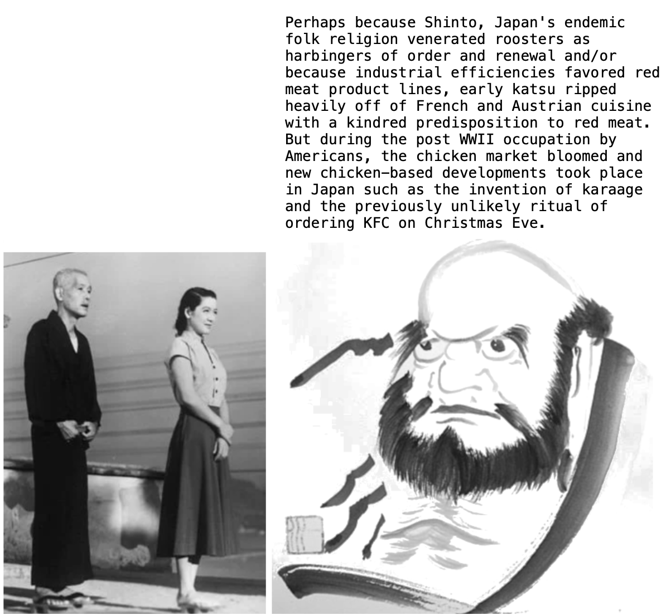 Perhaps because Shinto, Japan's endemic
folk religion venerated roosters as
harbingers of order and renewal and/or
because industrial efficiencies favored red
meat product lines, early katsu ripped
heavily off of French and Austrian cuisine
with a kindred predisposition to red meat.
But during the post WWII occupation by
Americans, the chicken market bloomed and
new chicken-based developments took place
in Japan such as the invention of karaage
and the previously unlikely ritual of
ordering KFC on Christmas Eve.